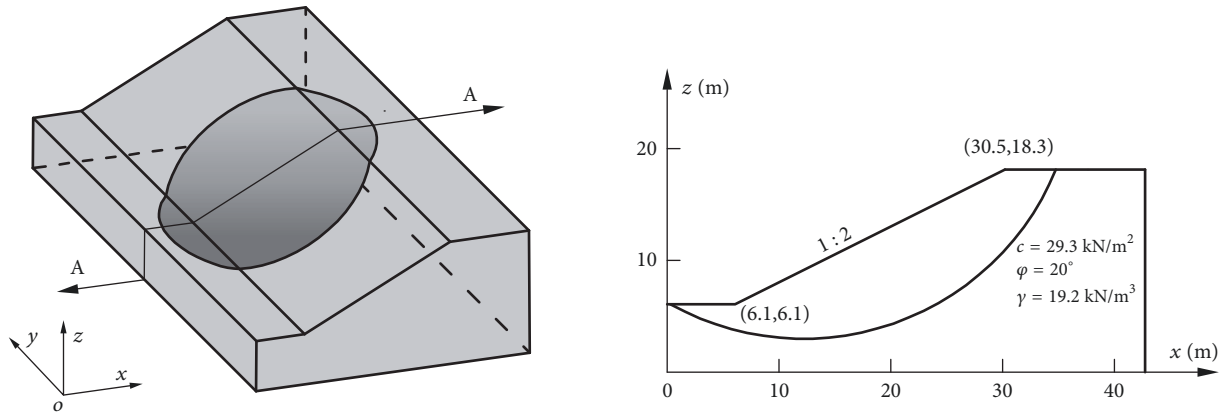 A
A
y
z
x
o
z (m)
20
10
(30.5,18.3)
1 : 2
(6.1,6.1)
c = 29.3 kN/m²
φ = 20°
γ = 19.2 kN/m³
x (m)
0
10
20
30
40